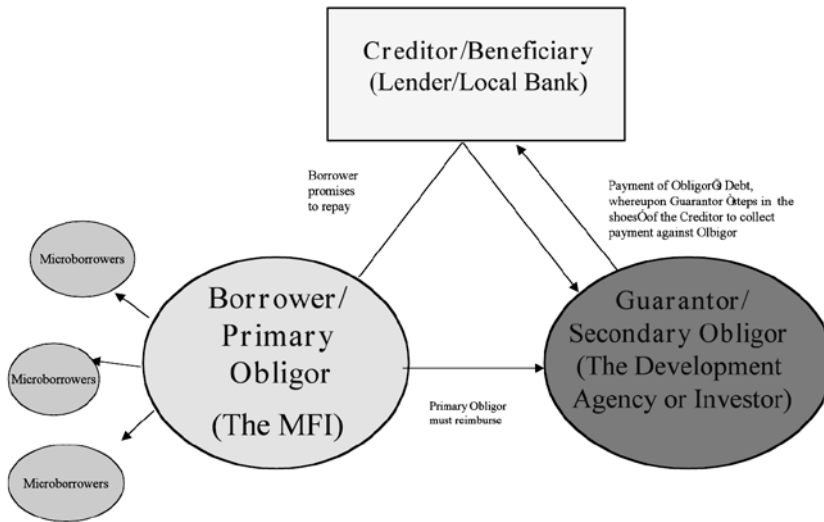 Creditor/Beneficiary
(Lender/Local Bank)
Borrower
promises
to repay
Payment of ObligorÕs Debt,
whereupon Guarantor Òsteps in the
shoesÓof the Creditor to collect
payment against Olbigor
Microborrowers
Microborrowers
Microborrowers
Borrower/
Primary
Obligor
(The MFI)
Primary Obligor
must reimburse
Guarantor/
Secondary Obligor
(The Development
Agency or Investor)